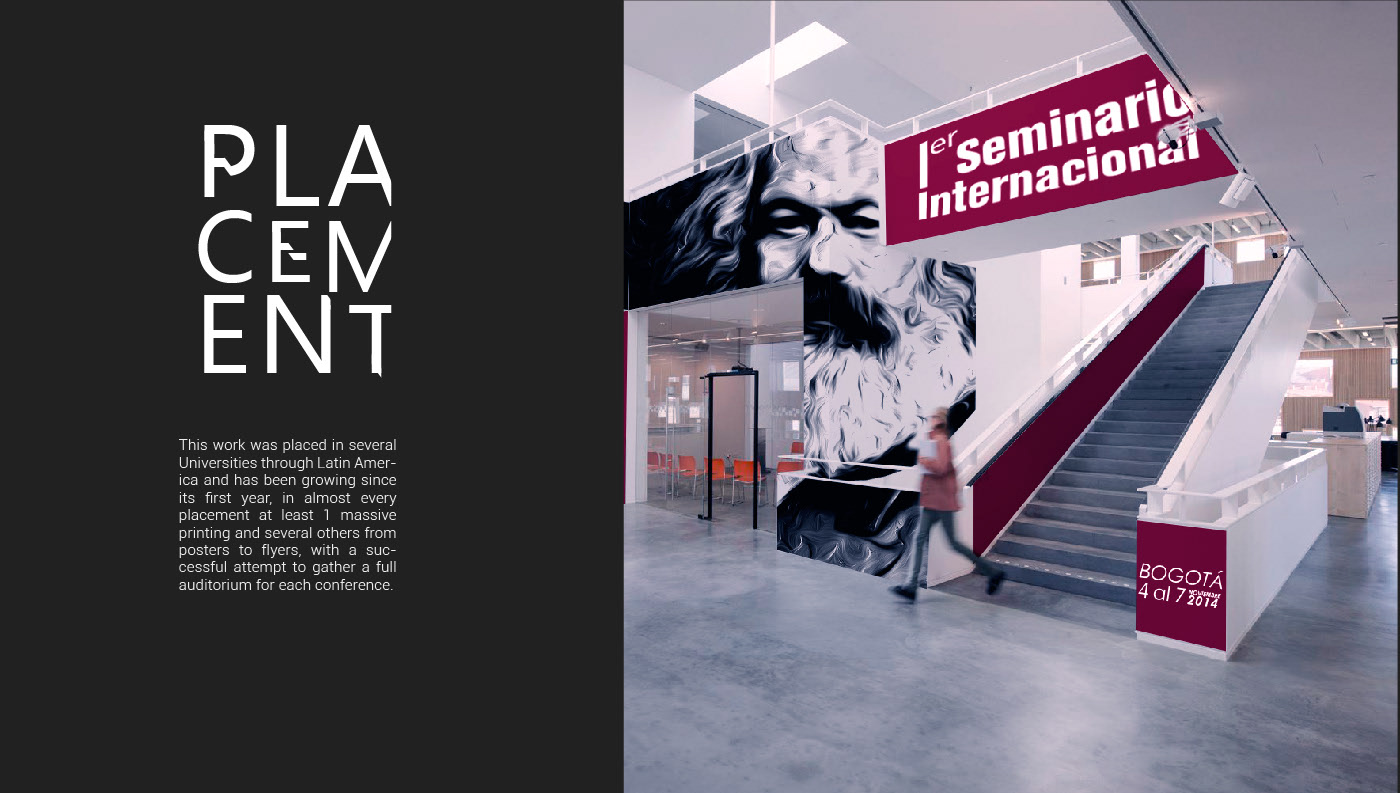 PLA
CEM
ENT
This work was placed in several
Universities through Latin Amer-
ica and has been growing since
its first year, in almost every
placement at least 1 massive
printing and several others from
posters to flyers, with a suc-
cessful attempt to gather a full
auditorium for each conference.
1er seminario
Internacional
BOGOTÁ
4 al 7 NOVIEMBRE
2014